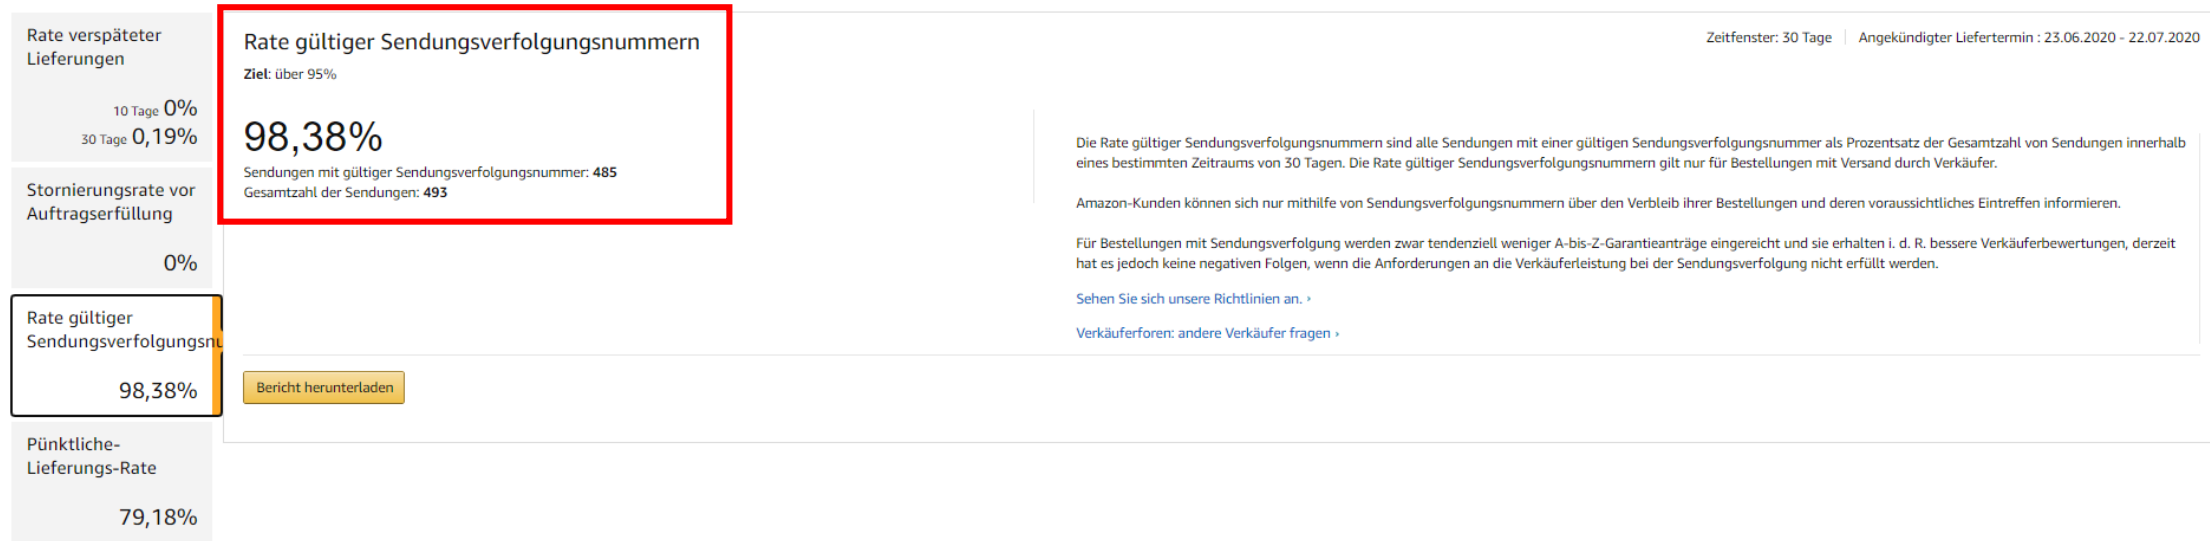 Rate verspäteter
Lieferungen
10 Tage 0%
30 Tage 0,19%
Stornierungsrate vor
Auftragserfüllung
0%
Rate gültiger
Sendungsverfolgungsnu
98,38%
Pünktliche-
Lieferungs-Rate
79,18%
Rate gültiger Sendungsverfolgungsnummern
Ziel: über 95%
98,38%
Sendungen mit gültiger Sendungsverfolgungsnummer: 485
Gesamtzahl der Sendungen: 493
Zeitfenster: 30 Tage
Angekündigter Liefertermin : 23.06.2020 - 22.07.2020
Die Rate gültiger Sendungsverfolgungsnummern sind alle Sendungen mit einer gültigen Sendungsverfolgungsnummer als Prozentsatz der Gesamtzahl von Sendungen innerhalb
eines bestimmten Zeitraums von 30 Tagen. Die Rate gültiger Sendungsverfolgungsnummern gilt nur für Bestellungen mit Versand durch Verkäufer.
Amazon-Kunden können sich nur mithilfe von Sendungsverfolgungsnummern über den Verbleib ihrer Bestellungen und deren voraussichtliches Eintreffen informieren.
Für Bestellungen mit Sendungsverfolgung werden zwar tendenziell weniger A-bis-Z-Garantieanträge eingereicht und sie erhalten i. d. R. bessere Verkäuferbewertungen, derzeit
hat es jedoch keine negativen Folgen, wenn die Anforderungen an die Verkäuferleistung bei der Sendungsverfolgung nicht erfüllt werden.
Sehen Sie sich unsere Richtlinien an. ›
Verkäuferforen: andere Verkäufer fragen ›
Bericht herunterladen